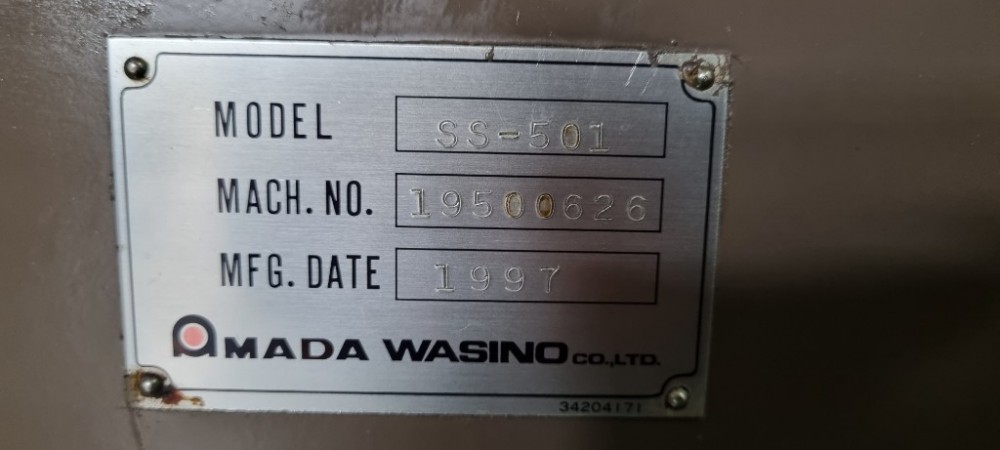 MODEL SS-501
MACH. NO. 19500626
MFG. DATE 1997
AMADA WASINO CO.,LTD.
34204171